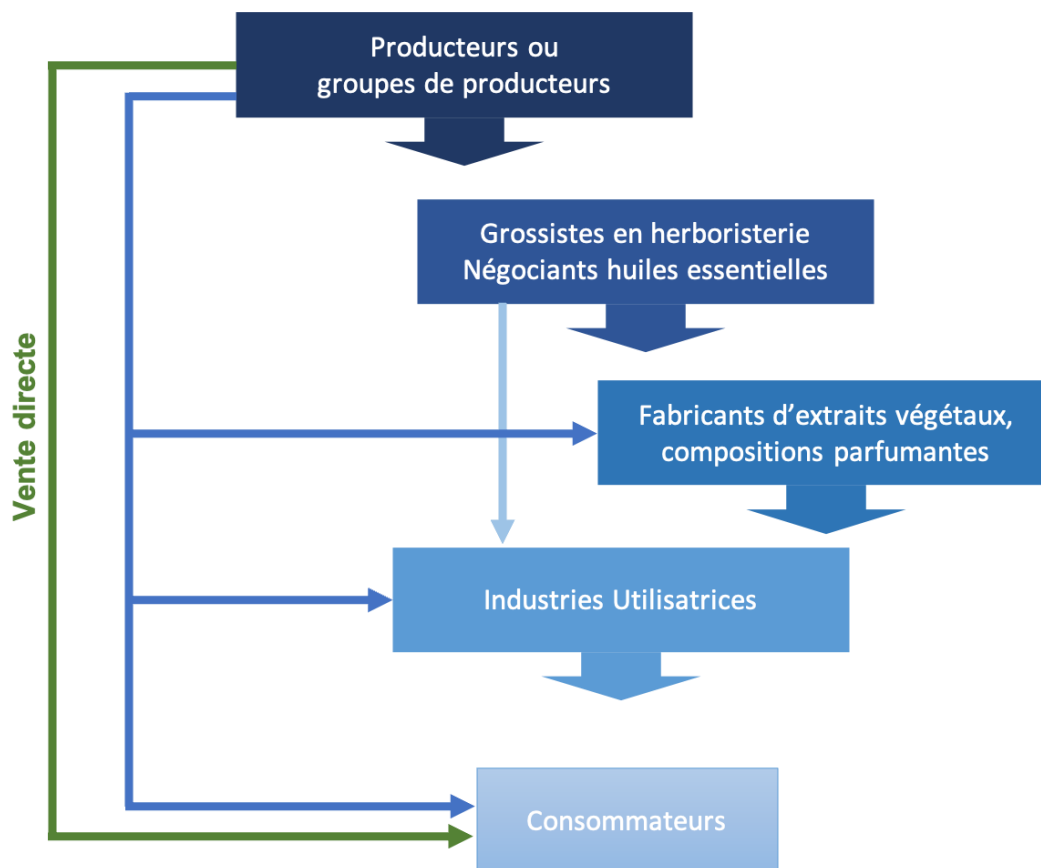 Producteurs ou
groupes de producteurs
Grossistes en herboristerie
Négociants huiles essentielles
Vente directe
Fabricants d’extraits végétaux,
compositions parfumantes
Industries Utilisatrices
Consommateurs